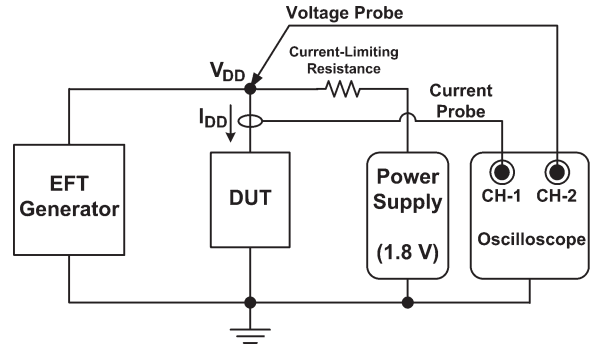 Voltage Probe
Current-Limiting
Resistance
VDD
Current
Probe
IDD
EFT
Generator
DUT
Power
Supply
(1.8 V)
CH-1 CH-2
Oscilloscope